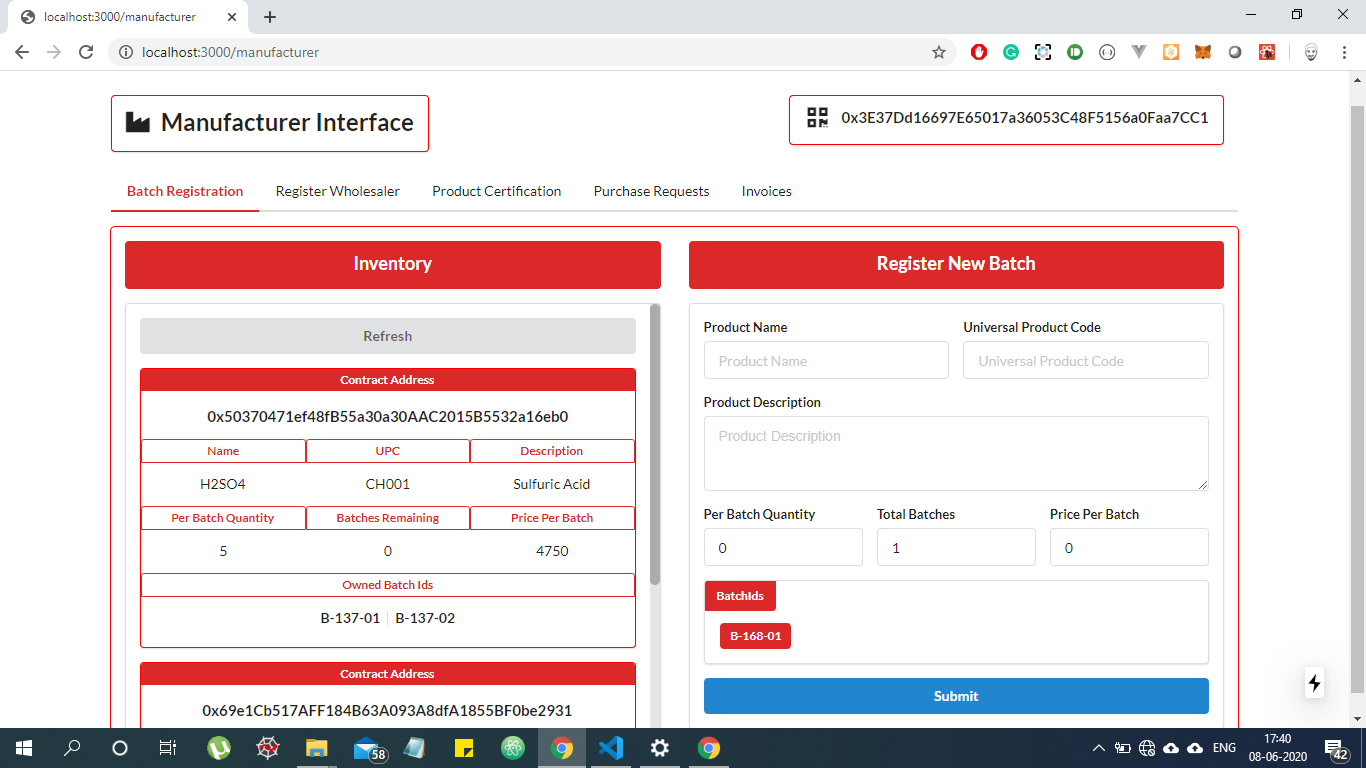 localhost:3000/manufacturer
localhost:3000/manufacturer
Manufacturer Interface
0x3E37Dd16697E65017a36053C48F5156a0Faa7CC1
Batch Registration Register Wholesaler Product Certification Purchase Requests Invoices
Inventory
Register New Batch
Refresh
Contract Address
0x50370471ef48fB55a30a30AAC2015B5532a16eb0
Name UPC Description
H2SO4 CH001 Sulfuric Acid
Per Batch Quantity Batches Remaining Price Per Batch
5 0 4750
Owned Batch Ids
B-137-01 B-137-02
Contract Address
0x69e1Cb517AFF184B63A093A8dfA1855BF0be2931
Product Name Universal Product Code
Product Name Universal Product Code
Product Description
Product Description
Per Batch Quantity Total Batches Price Per Batch
0 1 0
BatchIds
B-168-01
Submit
58
ENG
17:40
08-06-2020
42